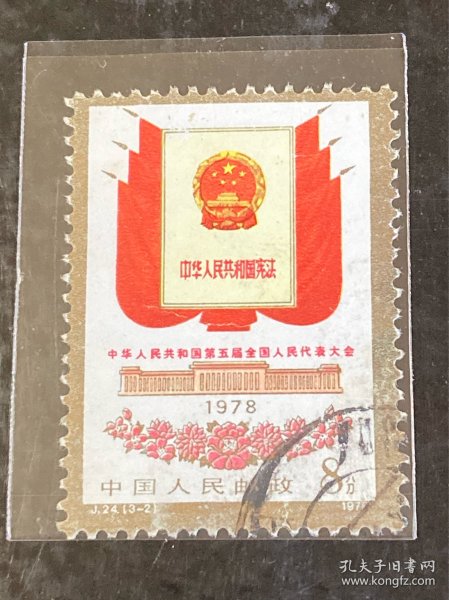 中华人民共和国宪法
中华人民共和国第五届全国人民代表大会
1978
中国人民邮政 8分
J.24.(3-2) 197
孔夫子旧书网
www.kongfz.com